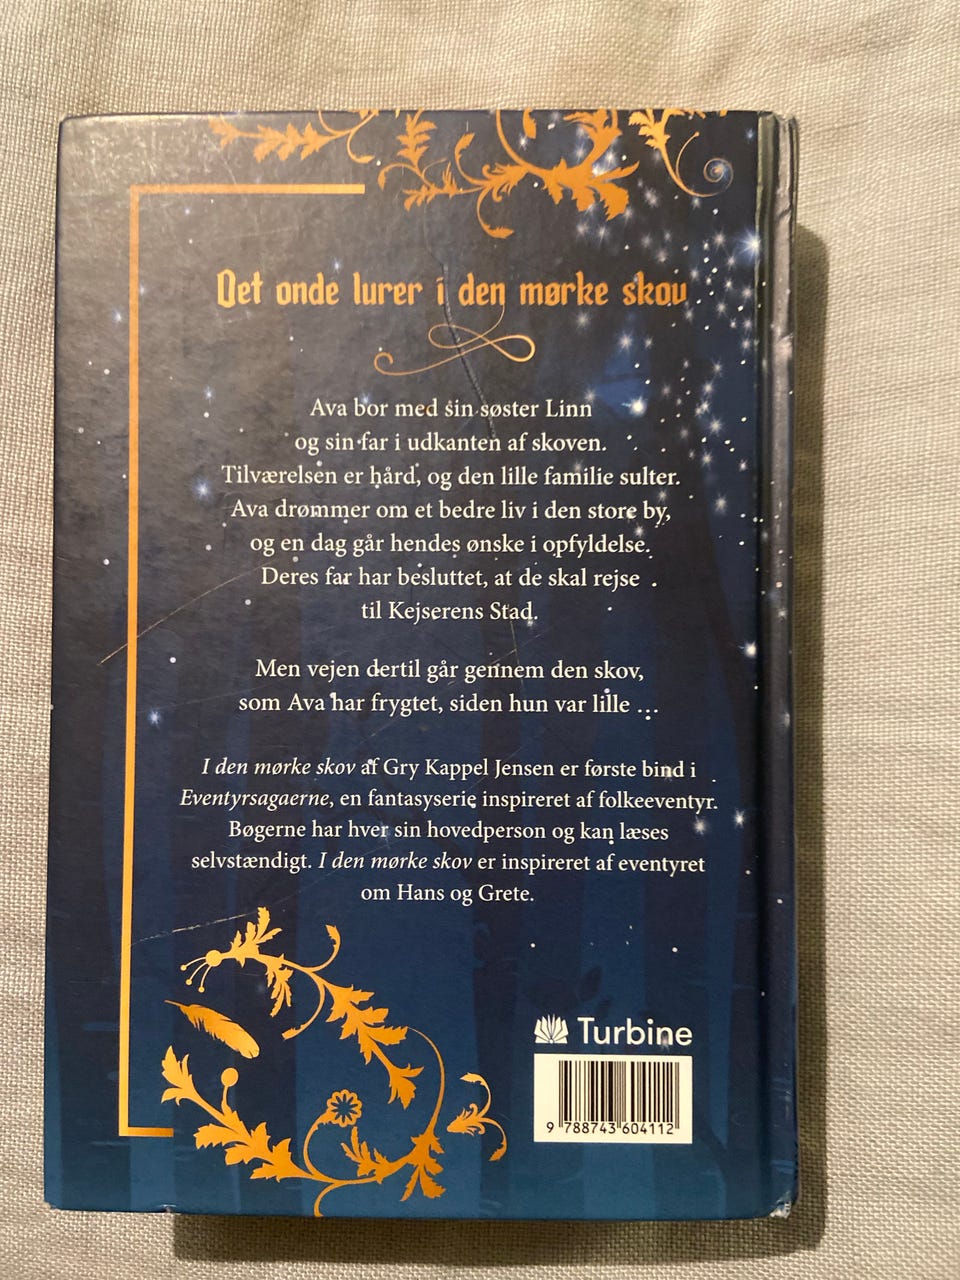 Det onde lurer i den mørke skov
Ava bor med sin søster Linn
og sin far i udkanten af skoven.
Tilværelsen er hård, og den lille familie sulter.
Ava drømmer om et bedre liv i den store by,
og en dag går hendes ønske i opfyldelse.
Deres far har besluttet, at de skal rejse
til Kejserens Stad.
Men vejen dertil går gennem den skov,
som Ava har frygtet, siden hun var lille …
I den mørke skov af Gry Kappel Jensen er første bind i
Eventyrsagaerne, en fantasyserie inspireret af folkeeventyr.
Bøgerne har hver sin hovedperson og kan læses
selvstændigt. I den mørke skov er inspireret af eventyret
om Hans og Grete.
Turbine
9 788743 604112